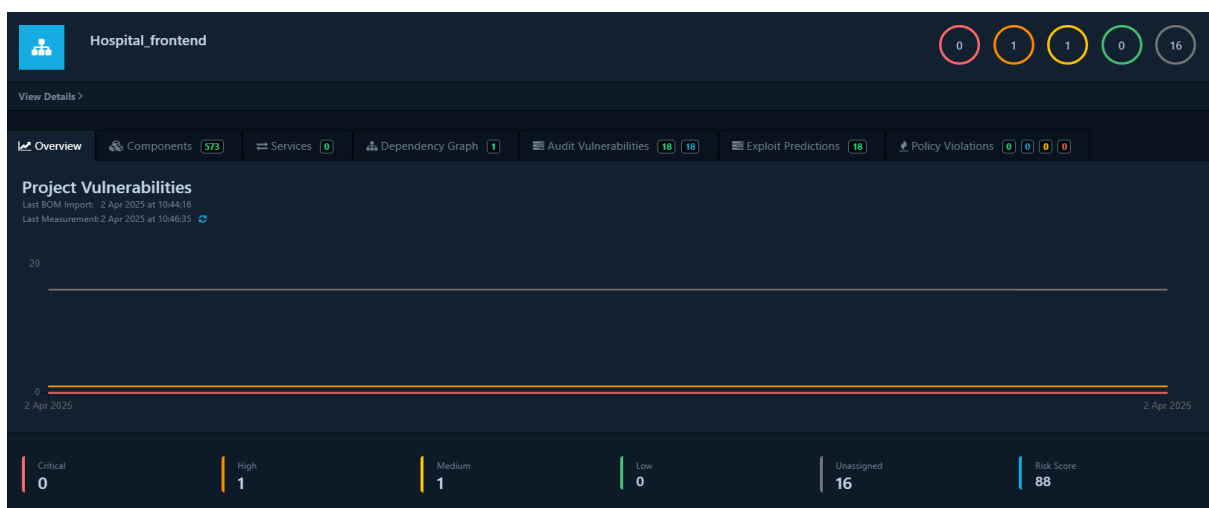 Hospital_frontend
0 1 1 0 16
View Details >
Overview Components 573 Services 0 Dependency Graph 1 Audit Vulnerabilities 18 18 Exploit Predictions 18 Policy Violations 0 0 0 0
Project Vulnerabilities
Last BOM Import: 2 Apr 2025 at 10:44:16
Last Measurement: 2 Apr 2025 at 10:46:35
20
0
2 Apr 2025 2 Apr 2025
Critical High Medium Low Unassigned Risk Score
0 1 1 0 16 88